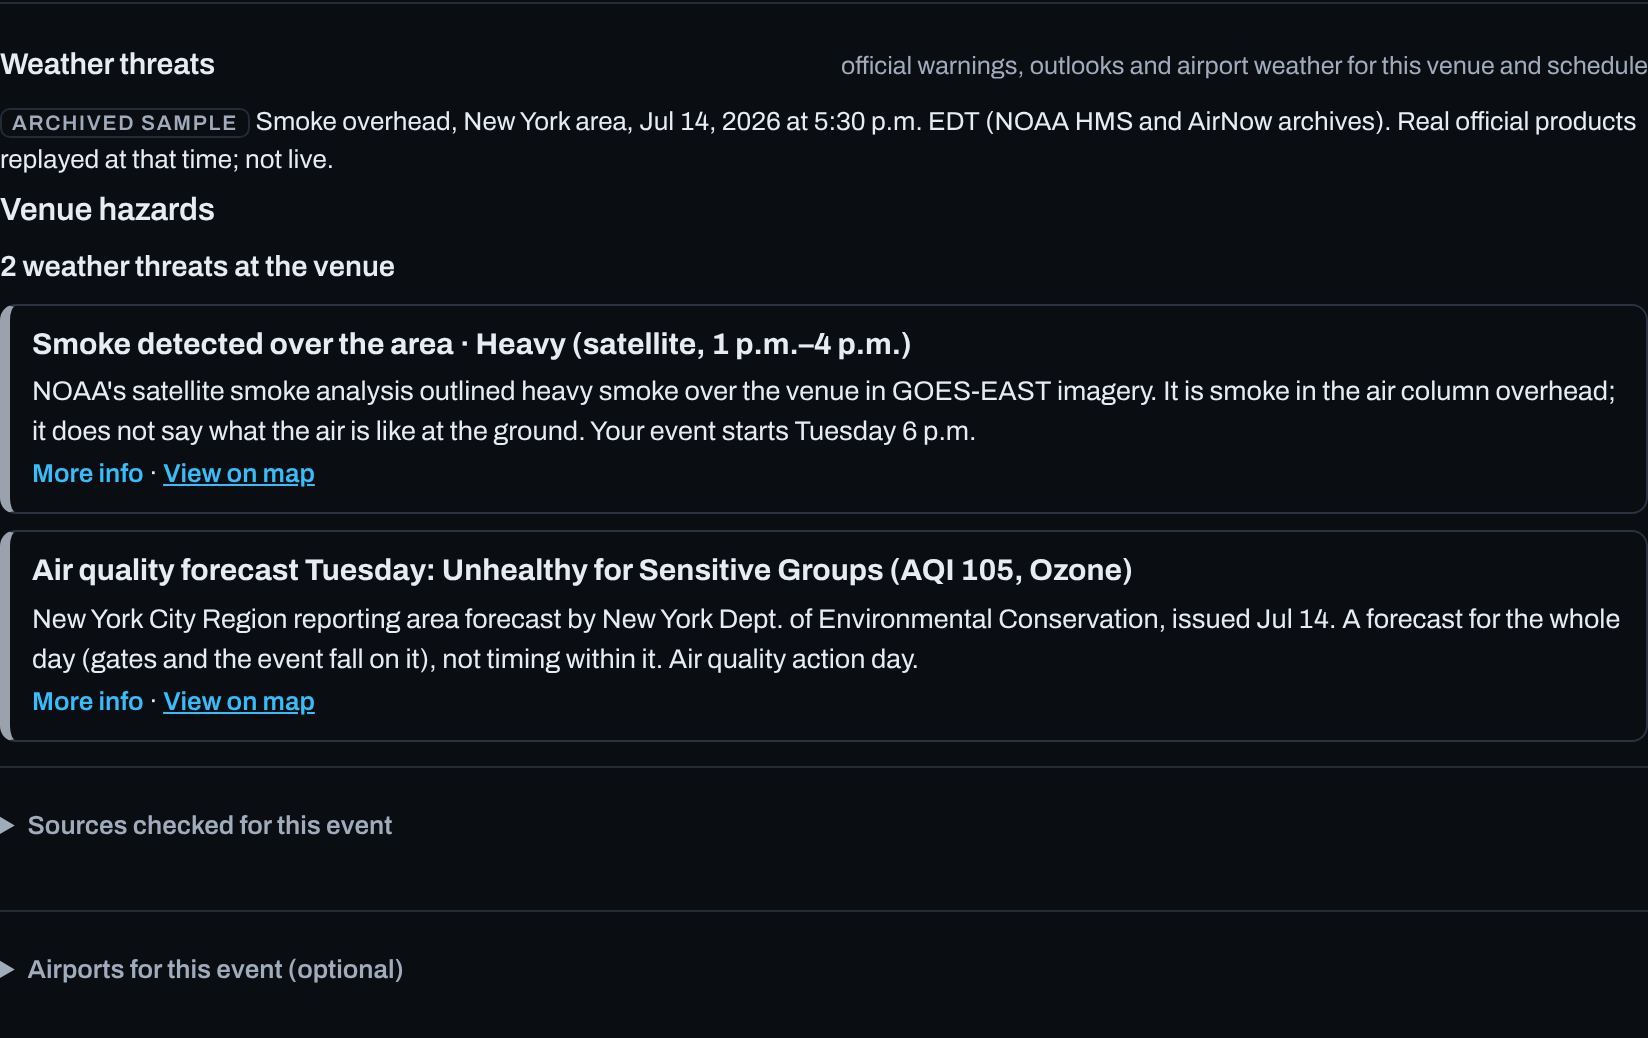 Weather threats
official warnings, outlooks and airport weather for this venue and schedule
ARCHIVED SAMPLE Smoke overhead, New York area, Jul 14, 2026 at 5:30 p.m. EDT (NOAA HMS and AirNow archives). Real official products
replayed at that time; not live.
Venue hazards
2 weather threats at the venue
Smoke detected over the area · Heavy (satellite, 1 p.m.–4 p.m.)
NOAA's satellite smoke analysis outlined heavy smoke over the venue in GOES-EAST imagery. It is smoke in the air column overhead;
it does not say what the air is like at the ground. Your event starts Tuesday 6 p.m.
More info · View on map
Air quality forecast Tuesday: Unhealthy for Sensitive Groups (AQI 105, Ozone)
New York City Region reporting area forecast by New York Dept. of Environmental Conservation, issued Jul 14. A forecast for the whole
day (gates and the event fall on it), not timing within it. Air quality action day.
More info · View on map
Sources checked for this event
Airports for this event (optional)